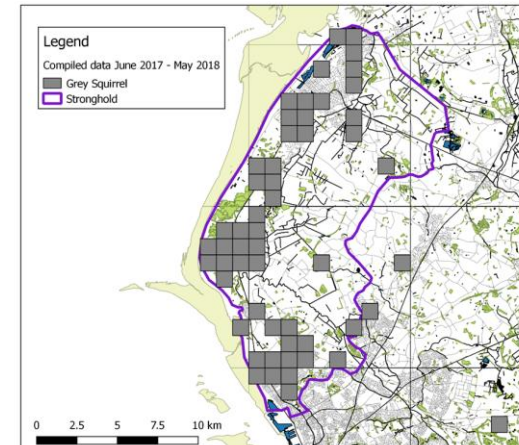 Legend
Compiled data June 2017 - May 2018
Grey Squirrel
Stronghold
0 2.5 5 7.5 10 km